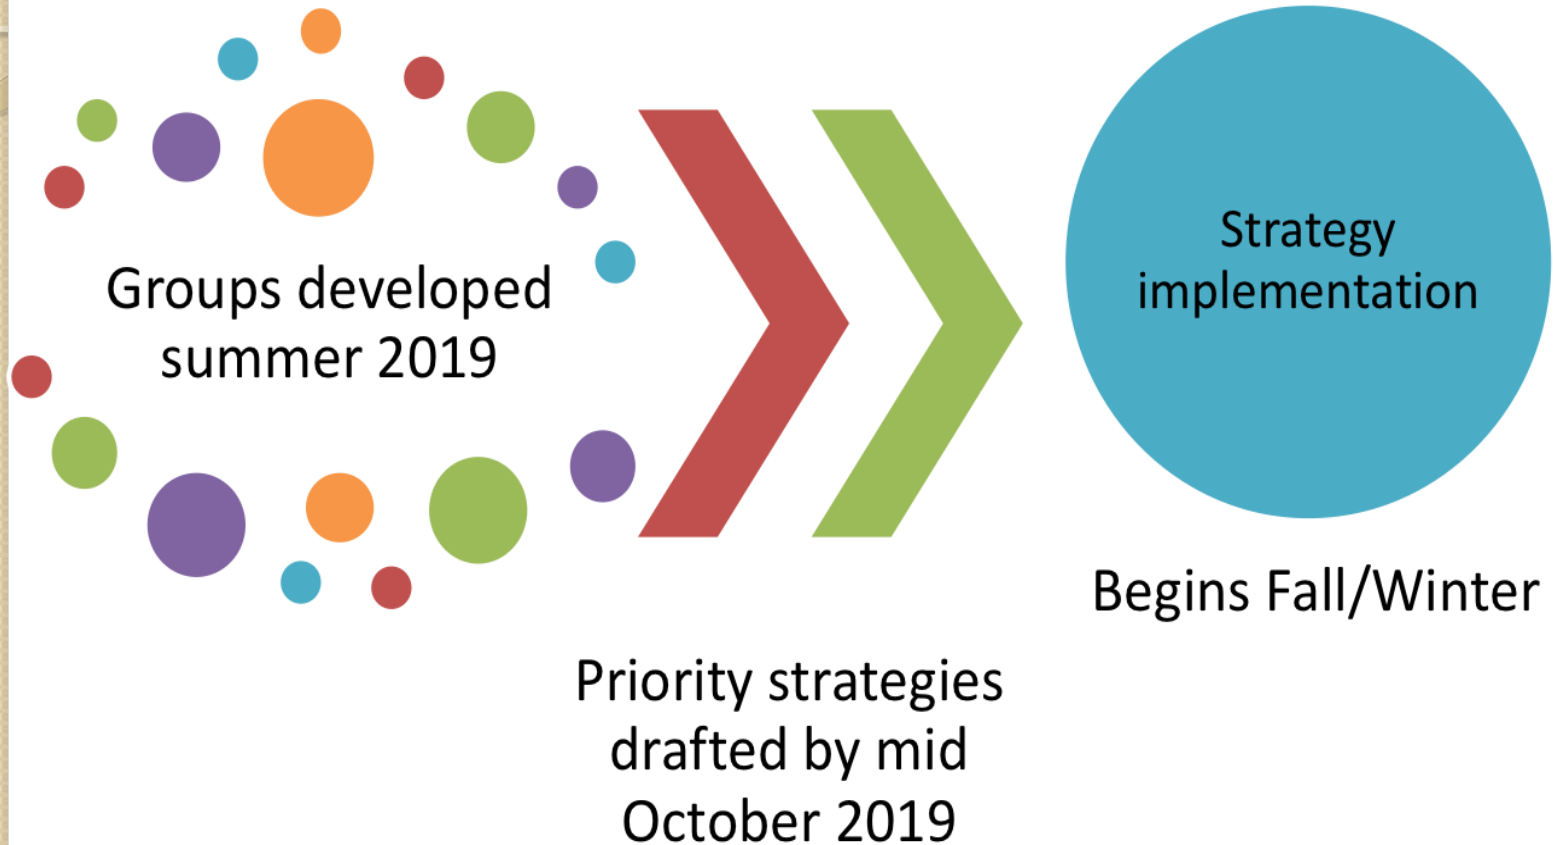 Groups developed
summer 2019
Priority strategies
drafted by mid
October 2019
Strategy
implementation
Begins Fall/Winter